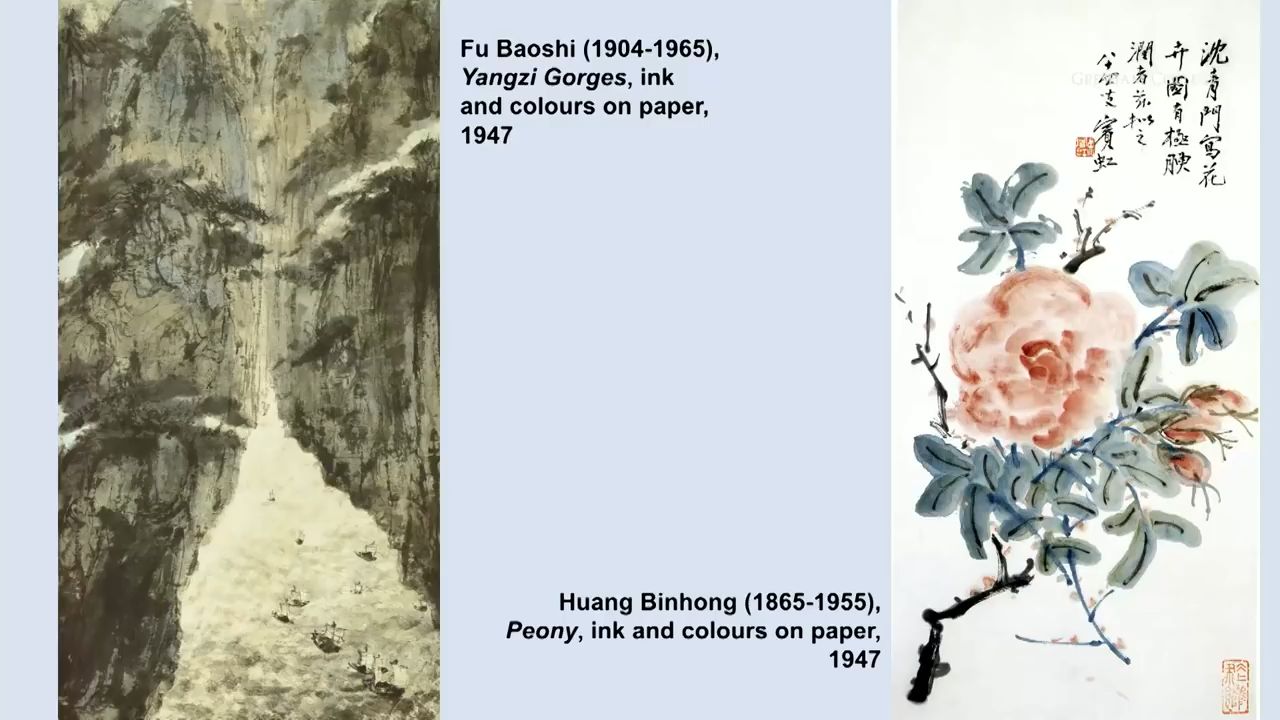 Fu Baoshi (1904-1965),
Yangzi Gorges, ink
and colours on paper,
1947
沈青門寫花
卉有極腴
潤者茲擬之
賓虹
Huang Binhong (1865-1955),
Peony, ink and colours on paper,
1947